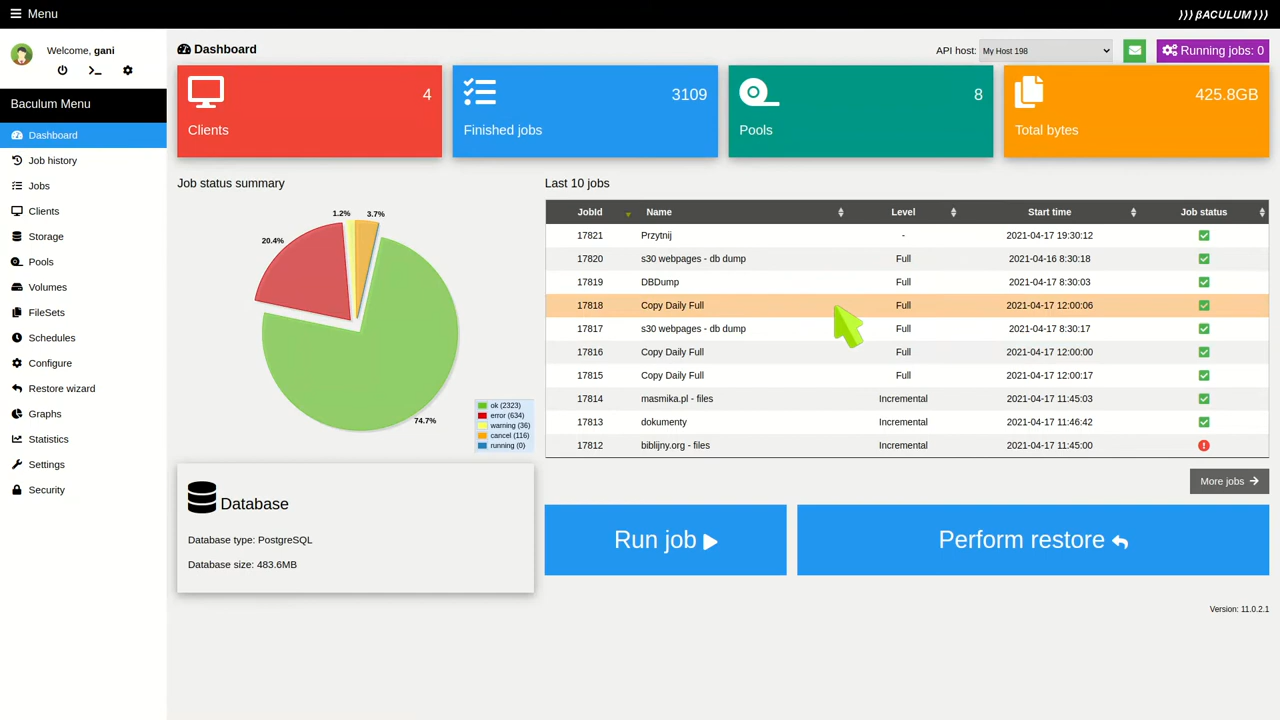 Menu
))) βACULUM )))
Welcome, gani
Baculum Menu
Dashboard
Job history
Jobs
Clients
Storage
Pools
Volumes
FileSets
Schedules
Configure
Restore wizard
Graphs
Statistics
Settings
Security
Dashboard
API host: My Host 198
Running jobs: 0
4
Clients
3109
Finished jobs
8
Pools
425.8GB
Total bytes
Job status summary
1.2%
3.7%
20.4%
74.7%
ok (2323)
error (634)
warning (36)
cancel (116)
running (0)
Last 10 jobs
JobId Name Level Start time Job status
17821 Przytnij - 2021-04-17 19:30:12
17820 s30 webpages - db dump Full 2021-04-16 8:30:18
17819 DBDump Full 2021-04-17 8:30:03
17818 Copy Daily Full Full 2021-04-17 12:00:06
17817 s30 webpages - db dump Full 2021-04-17 8:30:17
17816 Copy Daily Full Full 2021-04-17 12:00:00
17815 Copy Daily Full Full 2021-04-17 12:00:17
17814 masmika.pl - files Incremental 2021-04-17 11:45:03
17813 dokumenty Incremental 2021-04-17 11:46:42
17812 biblijny.org - files Incremental 2021-04-17 11:45:00
More jobs
Database
Database type: PostgreSQL
Database size: 483.6MB
Run job
Perform restore
Version: 11.0.2.1